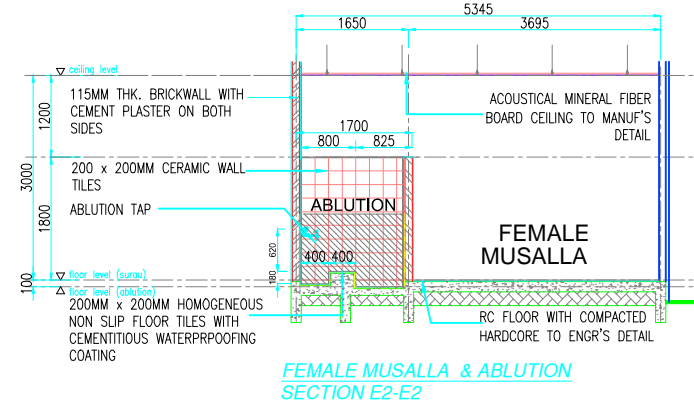 5345
1650
3695
ceiling level
115MM THK. BRICKWALL WITH
CEMENT PLASTER ON BOTH
SIDES
ACOUSTICAL MINERAL FIBER
BOARD CEILING TO MANUF'S
DETAIL
1200
3000
1800
100
1700
800
825
200 x 200MM CERAMIC WALL
TILES
ABLUTION TAP
ABLUTION
FEMALE
MUSALLA
620
180
400
400
floor level (surau)
floor level (ablution)
200MM x 200MM HOMOGENEOUS
NON SLIP FLOOR TILES WITH
CEMENTITIOUS WATERPRPOOFING
COATING
RC FLOOR WITH COMPACTED
HARDCORE TO ENGR'S DETAIL
FEMALE MUSALLA & ABLUTION
SECTION E2-E2